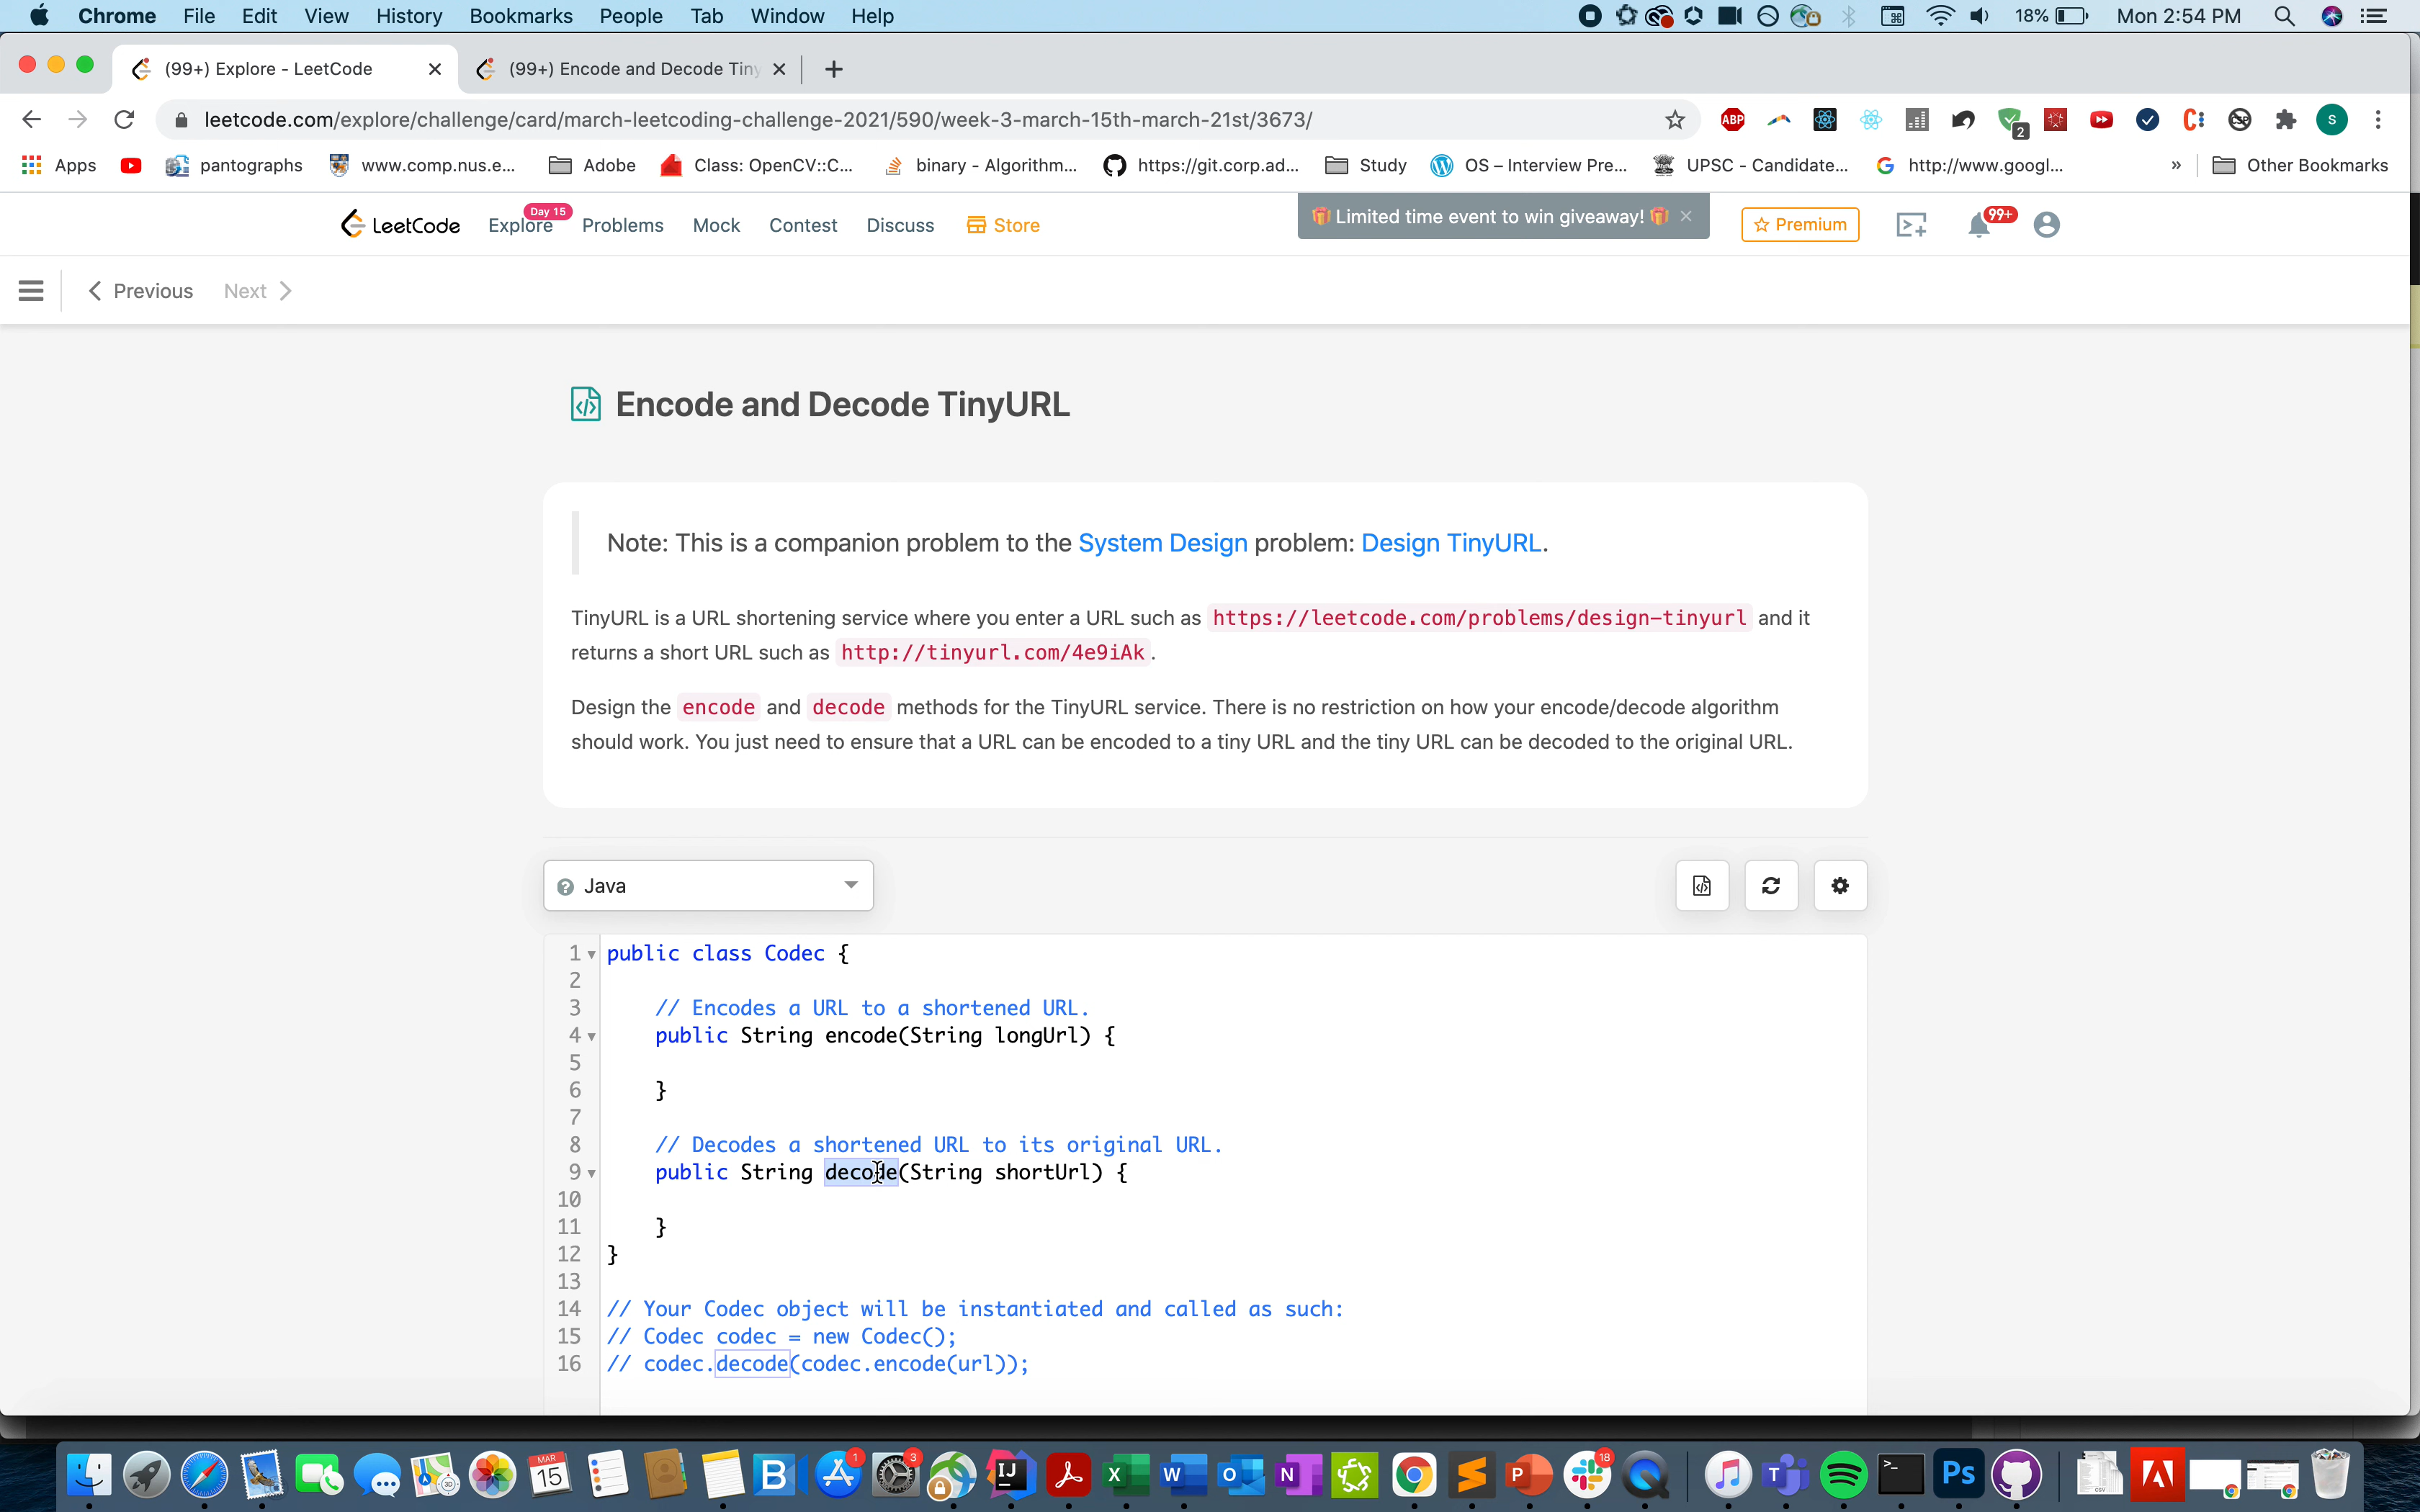 Chrome File Edit View History Bookmarks People Tab Window Help 18% Mon 2:54 PM
(99+) Explore - LeetCode (99+) Encode and Decode Tiny
leetcode.com/explore/challenge/card/march-leetcoding-challenge-2021/590/week-3-march-15th-march-21st/3673/ ABP 2 S
Apps pantographs www.comp.nus.e... Adobe Class: OpenCV::C... binary - Algorithm... https://git.corp.ad... Study OS – Interview Pre... UPSC - Candidate... http://www.googl... » Other Bookmarks
LeetCode Explore Day 15 Problems Mock Contest Discuss Store Limited time event to win giveaway! Premium 99+
Previous Next
Encode and Decode TinyURL
Note: This is a companion problem to the System Design problem: Design TinyURL.
TinyURL is a URL shortening service where you enter a URL such as https://leetcode.com/problems/design-tinyurl and it
returns a short URL such as http://tinyurl.com/4e9iAk.
Design the encode and decode methods for the TinyURL service. There is no restriction on how your encode/decode algorithm
should work. You just need to ensure that a URL can be encoded to a tiny URL and the tiny URL can be decoded to the original URL.
? Java
1 public class Codec {
2
3 // Encodes a URL to a shortened URL.
4 public String encode(String longUrl) {
5
6 }
7
8 // Decodes a shortened URL to its original URL.
9 public String decode(String shortUrl) {
10
11 }
12 }
13
14 // Your Codec object will be instantiated and called as such:
15 // Codec codec = new Codec();
16 // codec.decode(codec.encode(url));
MAR 15 B 1 3 IJ X W O N P 18 T Ps